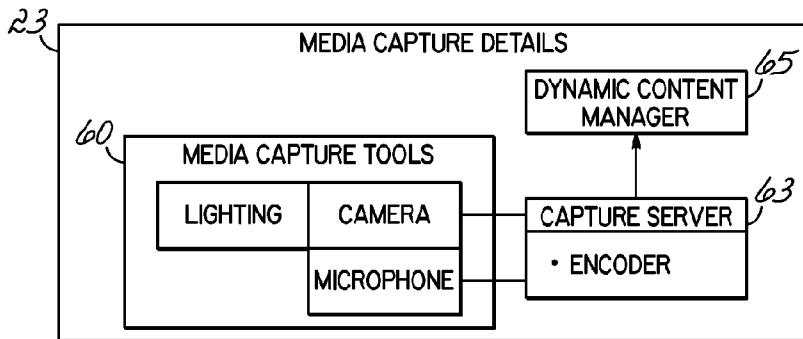 23
MEDIA CAPTURE DETAILS
65
DYNAMIC CONTENT
MANAGER
60
MEDIA CAPTURE TOOLS
LIGHTING
CAMERA
MICROPHONE
63
CAPTURE SERVER
• ENCODER